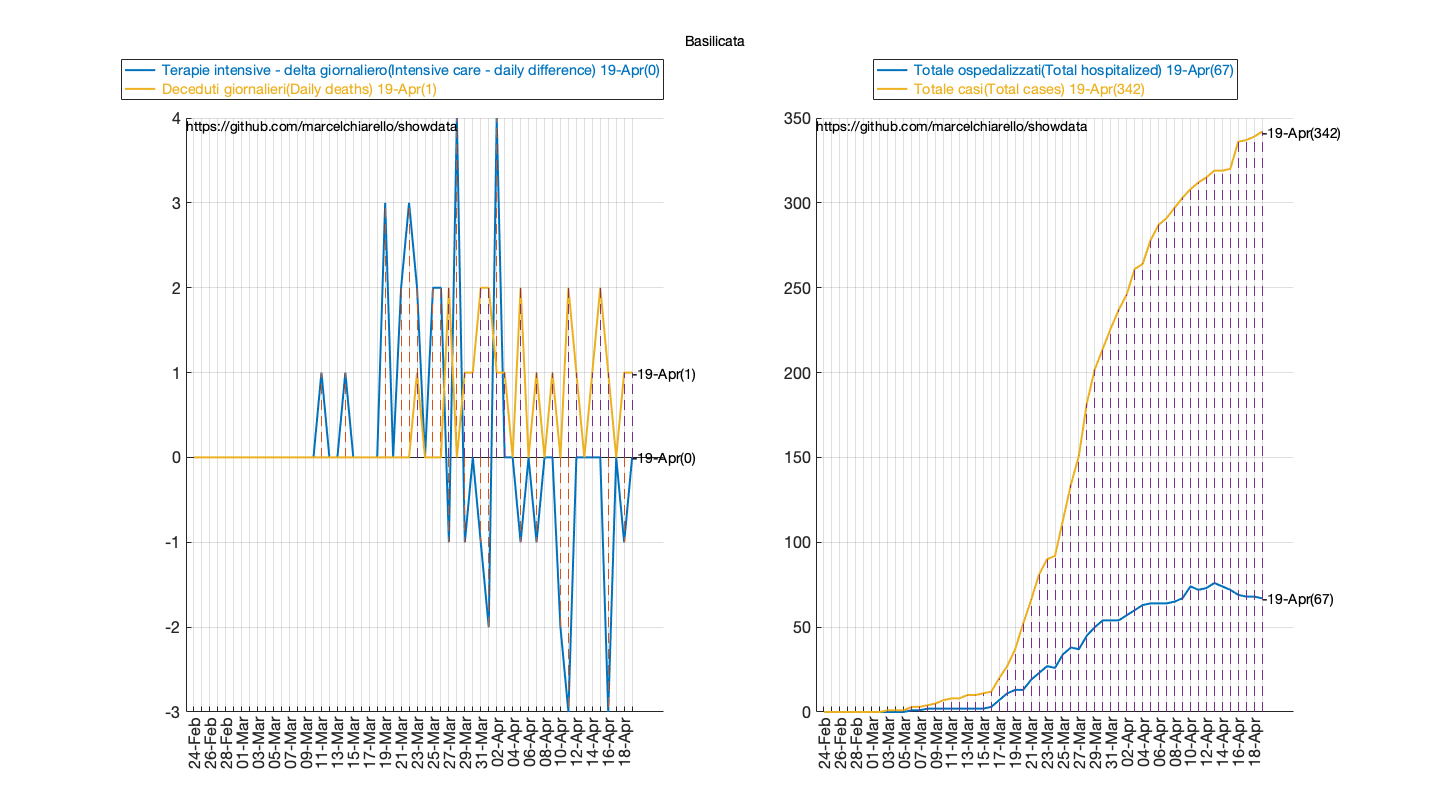 Basilicata
Terapie intensive - delta giornaliero(Intensive care - daily difference) 19-Apr(0)
Deceduti giornalieri(Daily deaths) 19-Apr(1)
https://github.com/marcelchiarello/showdata
4
3
2
1
0
-1
-2
-3
19-Apr(1)
19-Apr(0)
24-Feb
26-Feb
28-Feb
01-Mar
03-Mar
05-Mar
07-Mar
09-Mar
11-Mar
13-Mar
15-Mar
17-Mar
19-Mar
21-Mar
23-Mar
25-Mar
27-Mar
29-Mar
31-Mar
02-Apr
04-Apr
06-Apr
08-Apr
10-Apr
12-Apr
14-Apr
16-Apr
18-Apr
Totale ospedalizzati(Total hospitalized) 19-Apr(67)
Totale casi(Total cases) 19-Apr(342)
https://github.com/marcelchiarello/showdata
350
300
250
200
150
100
50
0
19-Apr(342)
19-Apr(67)
24-Feb
26-Feb
28-Feb
01-Mar
03-Mar
05-Mar
07-Mar
09-Mar
11-Mar
13-Mar
15-Mar
17-Mar
19-Mar
21-Mar
23-Mar
25-Mar
27-Mar
29-Mar
31-Mar
02-Apr
04-Apr
06-Apr
08-Apr
10-Apr
12-Apr
14-Apr
16-Apr
18-Apr